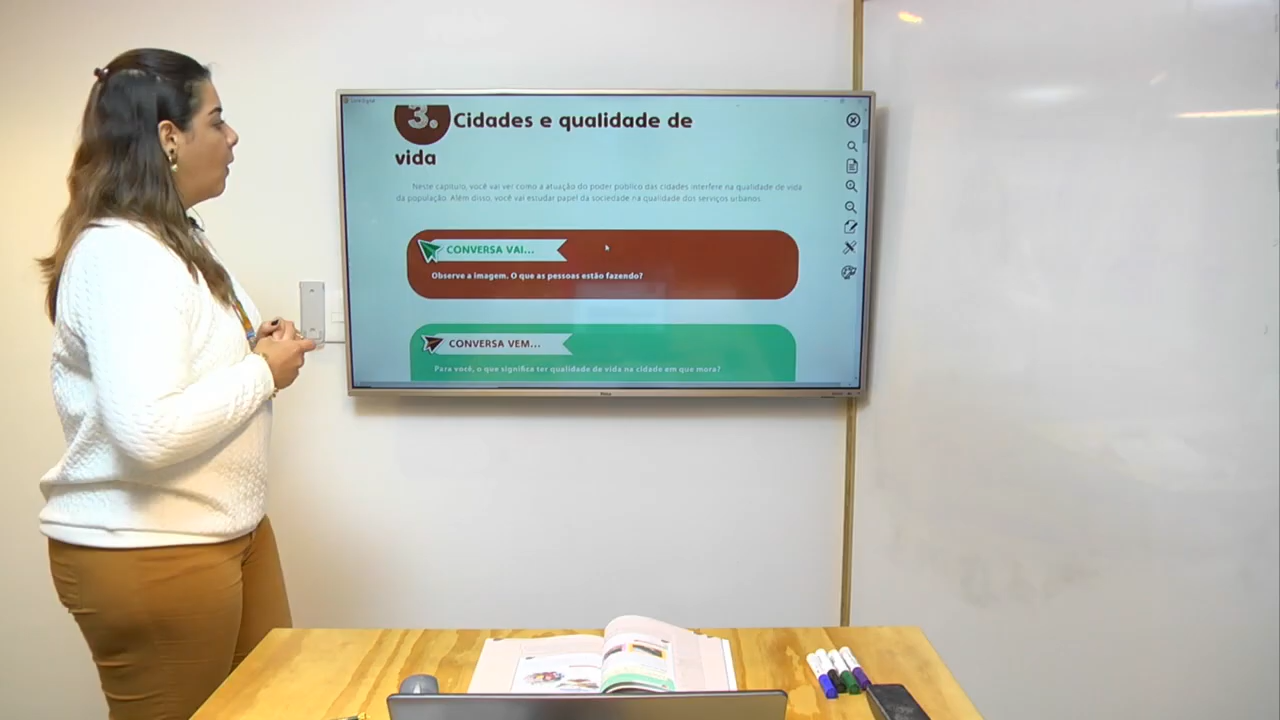 3. Cidades e qualidade de
vida
Neste capítulo, você vai ver como a atuação do poder público das cidades interfere na qualidade de vida
da população. Além disso, você vai estudar papel da sociedade na qualidade dos serviços urbanos.
CONVERSA VAI...
Observe a imagem. O que as pessoas estão fazendo?
CONVERSA VEM...
Para você, o que significa ter qualidade de vida na cidade em que mora?